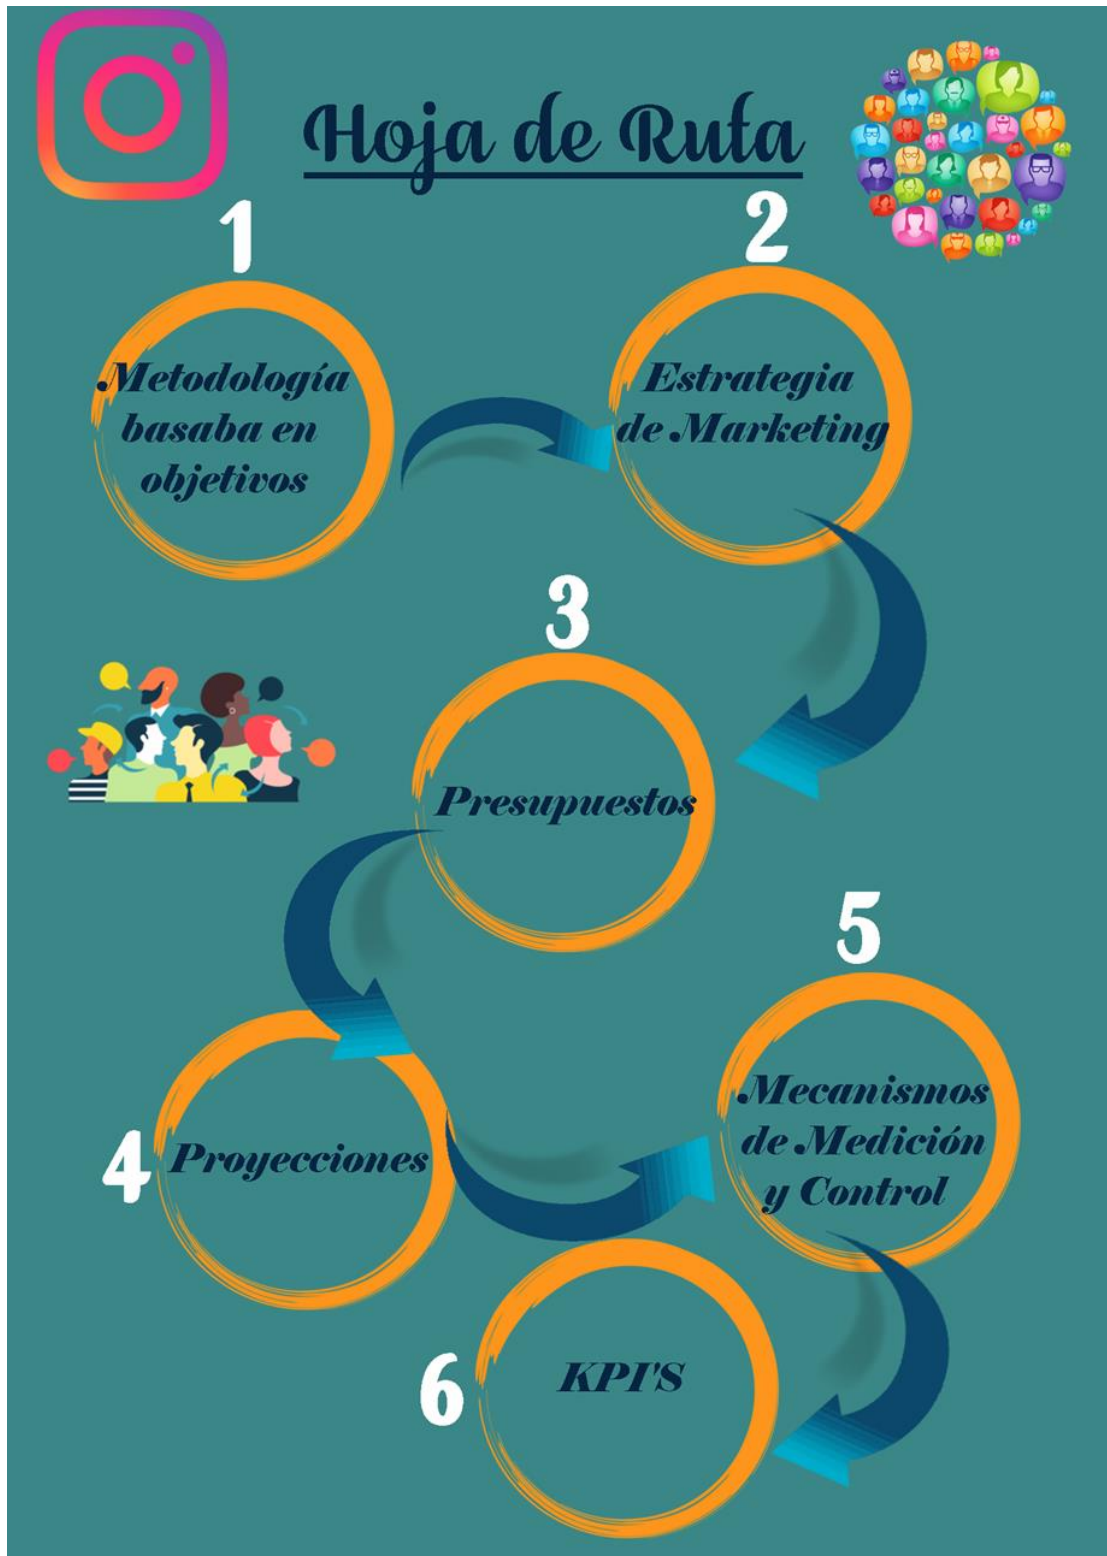 Hoja de Ruta
1
Metodología
basaba en
objetivos
2
Estrategia
de Marketing
3
Presupuestos
4
Proyecciones
5
Mecanismos
de Medición
y Control
6
KPI'S